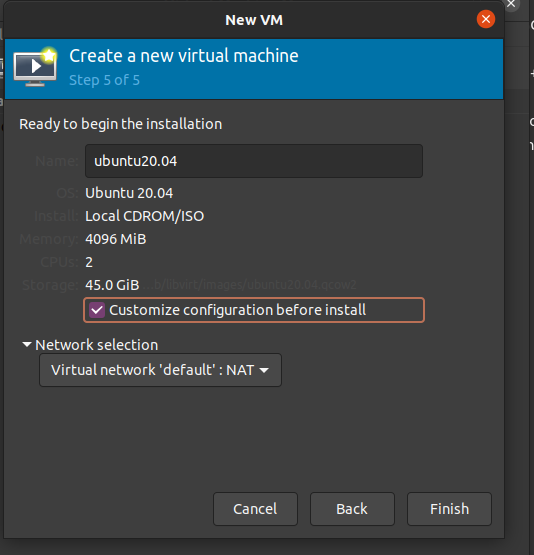 New VM
Create a new virtual machine
Step 5 of 5
Ready to begin the installation
Name: ubuntu20.04
OS: Ubuntu 20.04
Install: Local CDROM/ISO
Memory: 4096 MiB
CPUs: 2
Storage: 45.0 GiB ...b/libvirt/images/ubuntu20.04.qcow2
Customize configuration before install
Network selection
Virtual network 'default' : NAT
Cancel Back Finish